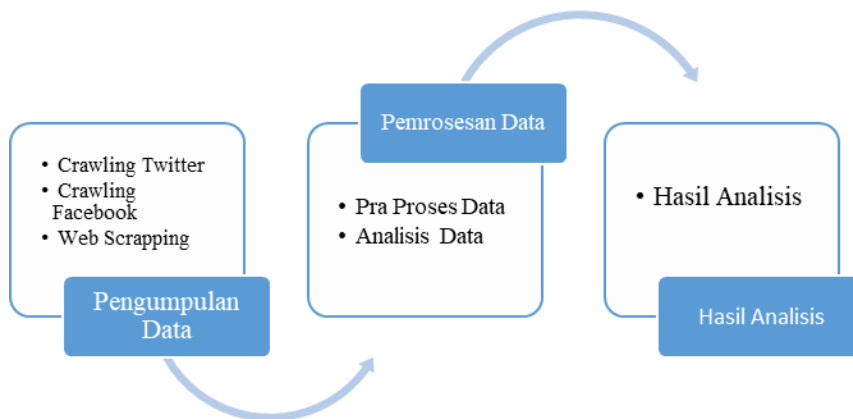 • Crawling Twitter
• Crawling
Facebook
• Web Scrapping
Pengumpulan
Data
Pemrosesan Data
• Pra Proses Data
• Analisis Data
• Hasil Analisis
Hasil Analisis